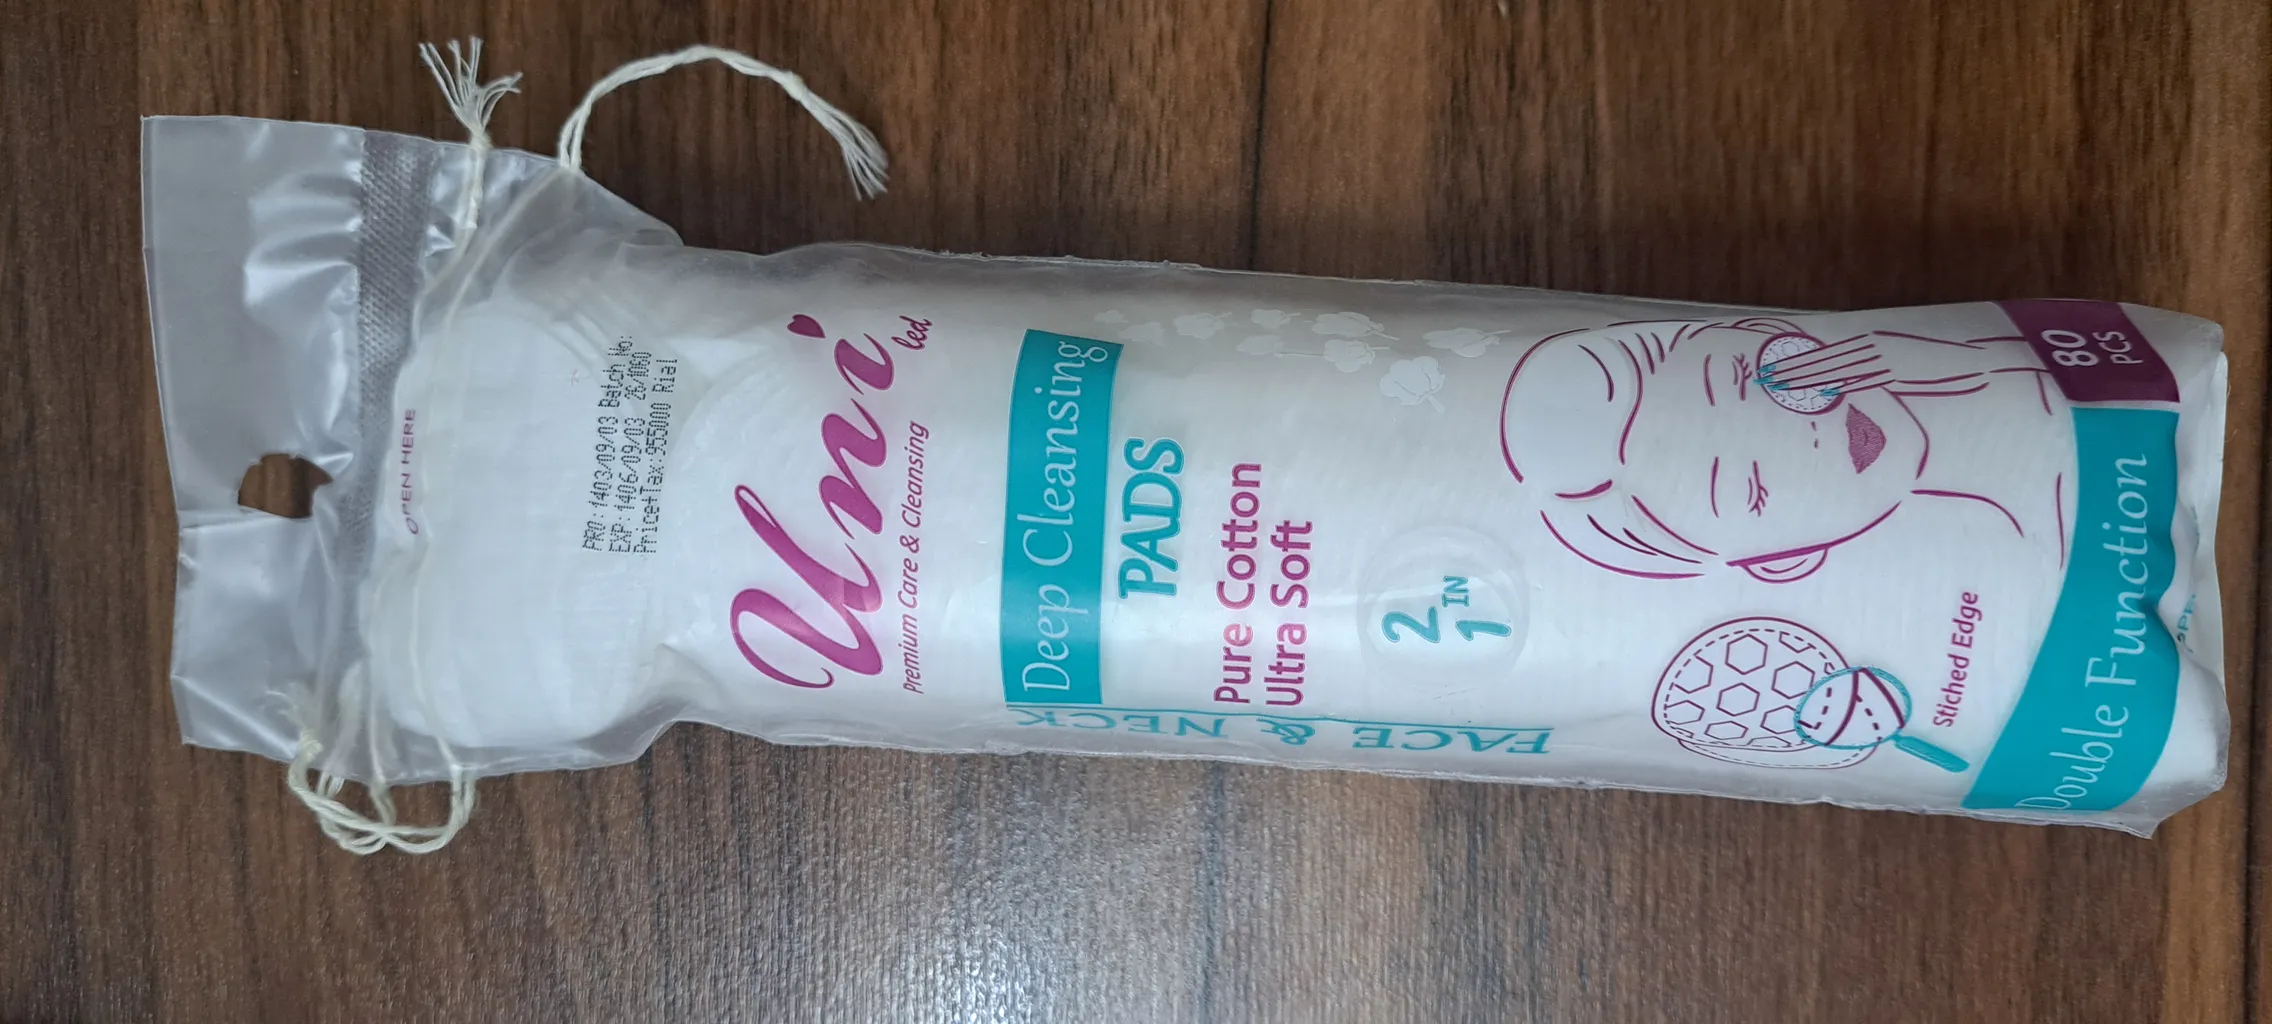 OPEN HERE
PRO:1403/09/03 Batch No:
EXP:1406/09/03 26/1060
Price+Tax:955000 Rial
Uni
led
Premium Care & Cleansing
Deep Cleansing
PADS
Pure Cotton
Ultra Soft
2
IN
1
FACE & NECK
Stiched Edge
80
PCS
Double Function